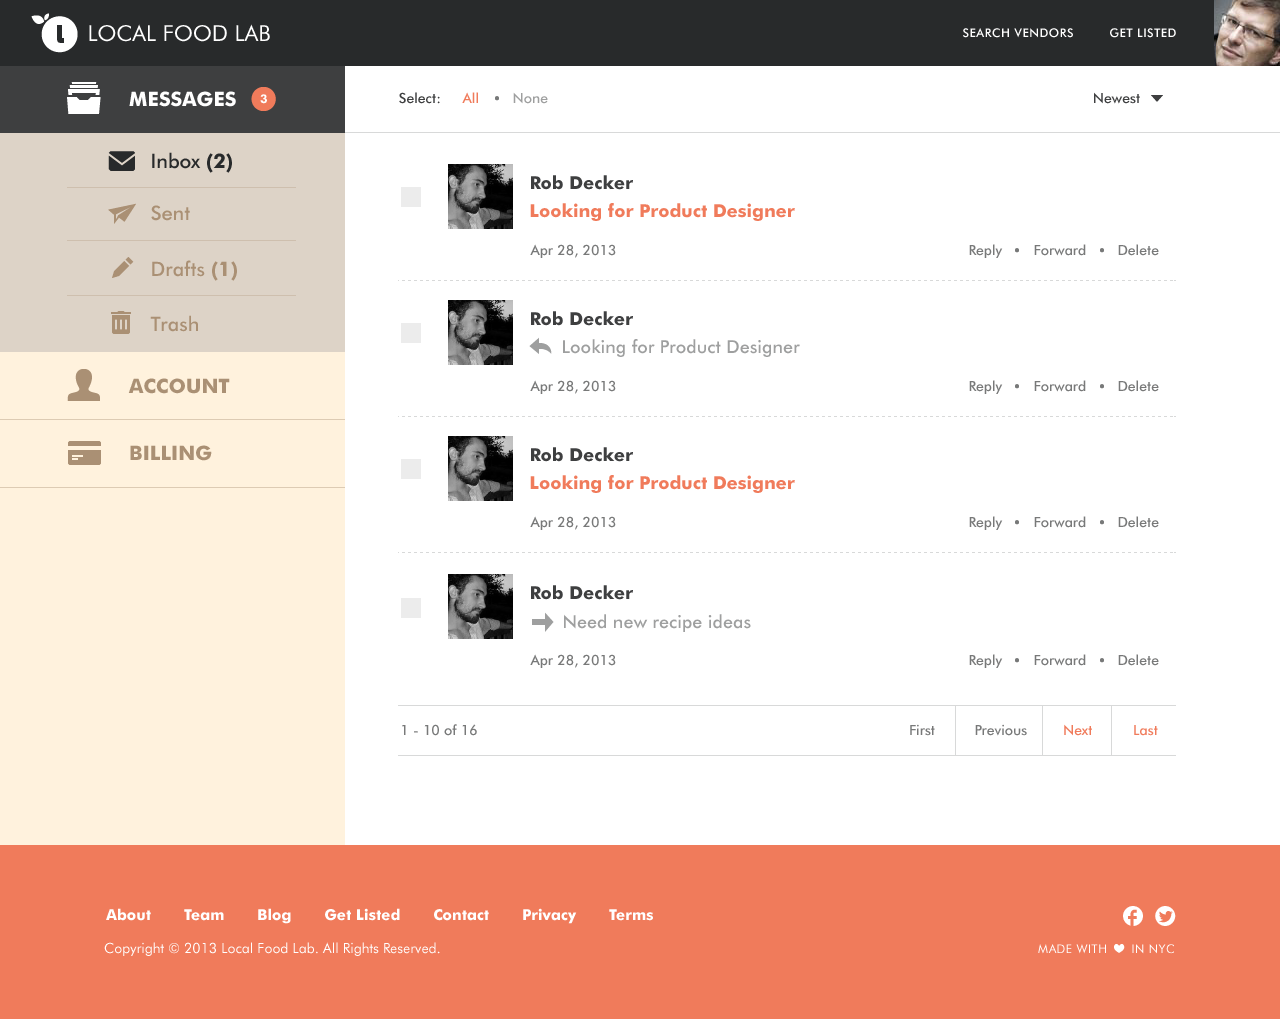 LOCAL FOOD LAB
SEARCH VENDORS GET LISTED
MESSAGES 3
Inbox (2)
Sent
Drafts (1)
Trash
ACCOUNT
BILLING
Select: All • None
Newest
Rob Decker
Looking for Product Designer
Apr 28, 2013
Reply • Forward • Delete
Rob Decker
Looking for Product Designer
Apr 28, 2013
Reply • Forward • Delete
Rob Decker
Looking for Product Designer
Apr 28, 2013
Reply • Forward • Delete
Rob Decker
Need new recipe ideas
Apr 28, 2013
Reply • Forward • Delete
1 - 10 of 16
First Previous Next Last
About Team Blog Get Listed Contact Privacy Terms
Copyright © 2013 Local Food Lab. All Rights Reserved.
MADE WITH ♥ IN NYC